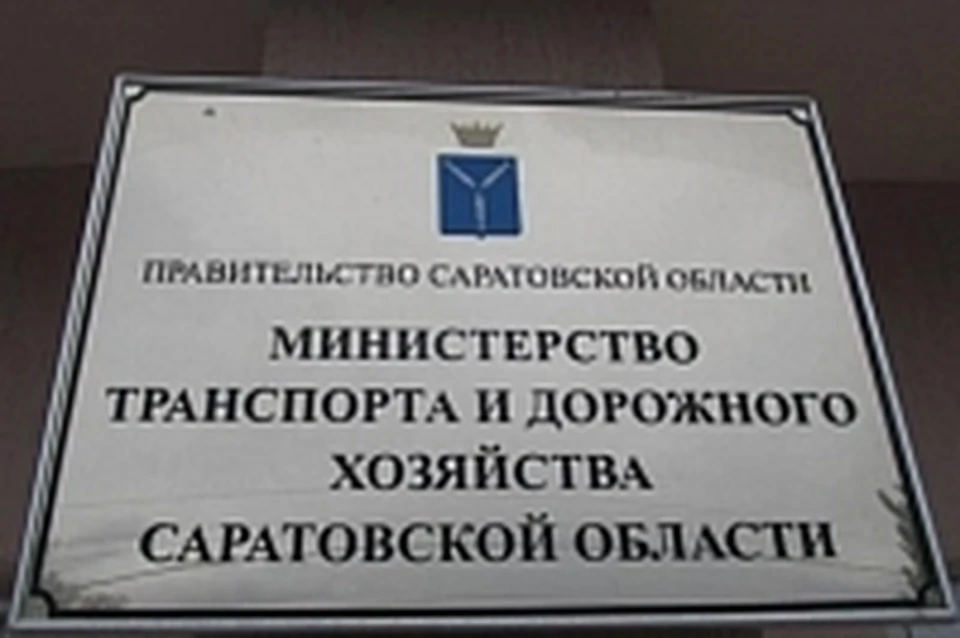 ПРАВИТЕЛЬСТВО САРАТОВСКОЙ ОБЛАСТИ
МИНИСТЕРСТВО
ТРАНСПОРТА И ДОРОЖНОГО
ХОЗЯЙСТВА
САРАТОВСКОЙ ОБЛАСТИ